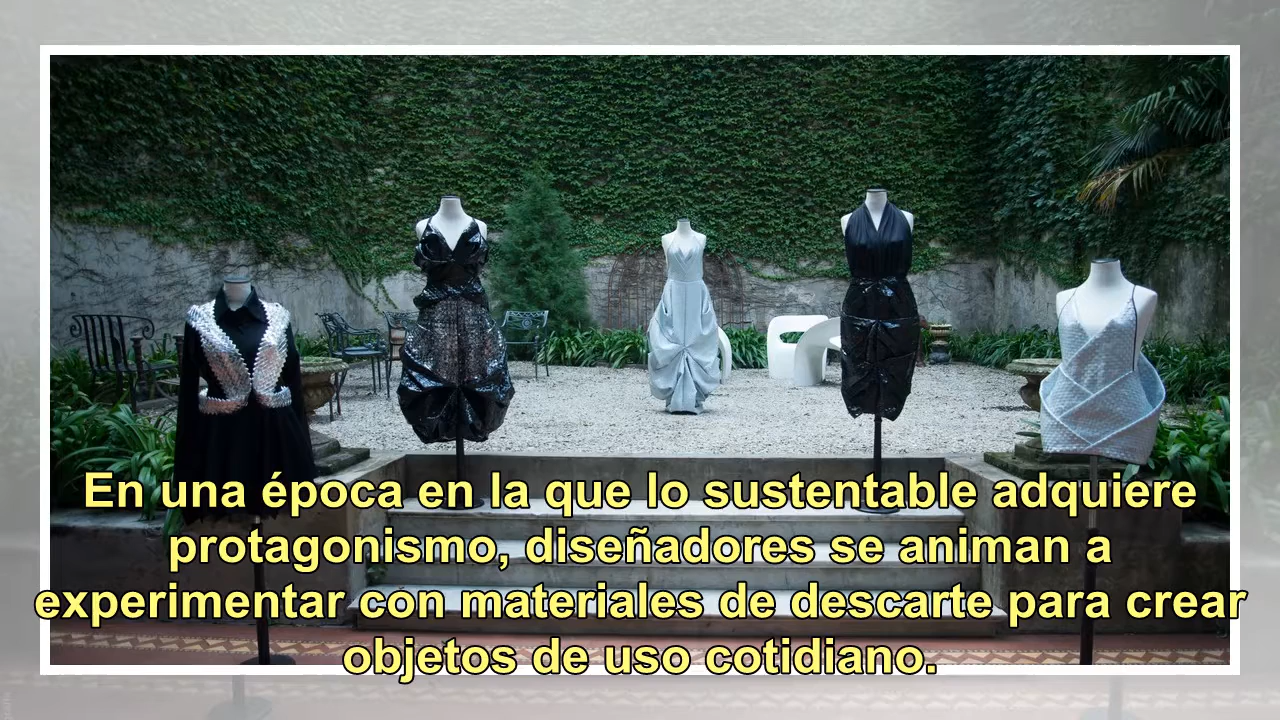 En una época en la que lo sustentable adquiere
protagonismo, diseñadores se animan a
experimentar con materiales de descarte para crear
objetos de uso cotidiano.